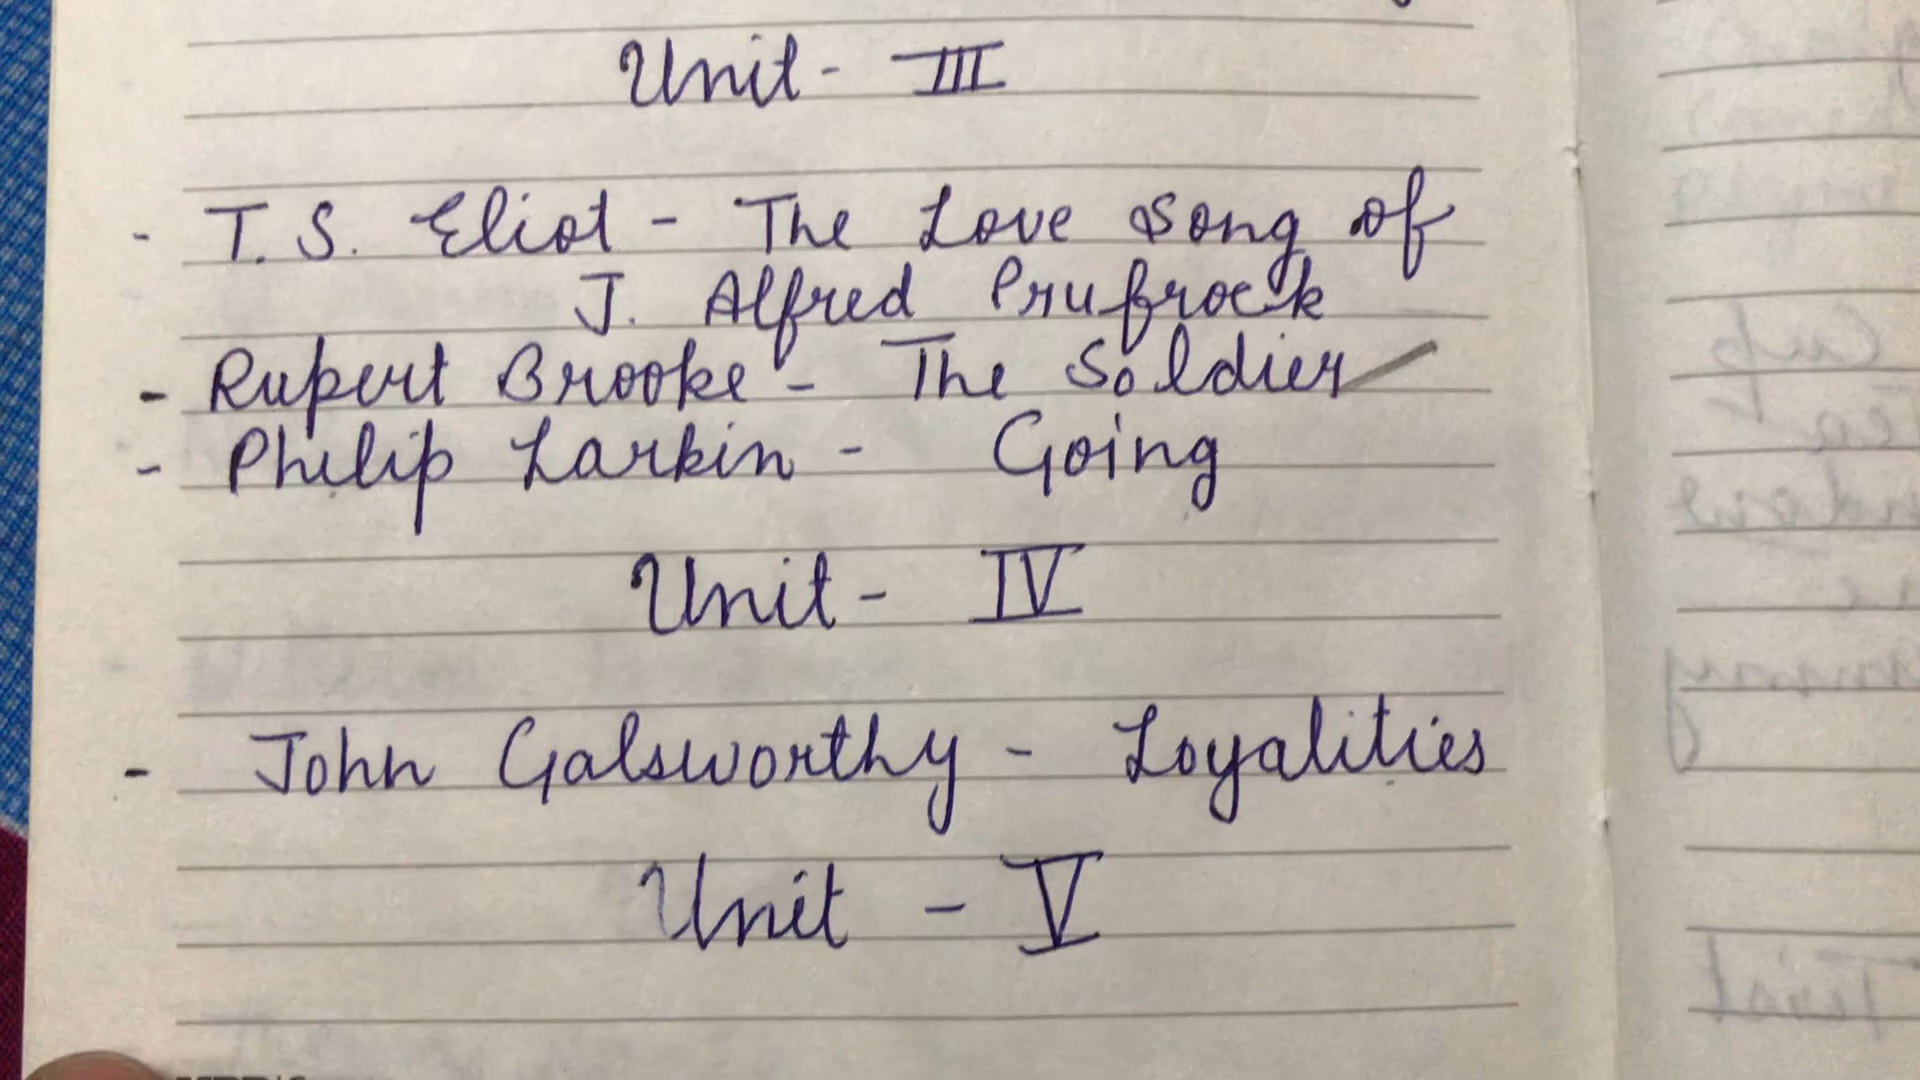 Unit - III
- T. S. Eliot - The Love Song of
J. Alfred Prufrock
- Rupert Brooke - The Soldier
- Philip Larkin - Going
Unit - IV
- John Galsworthy - Loyalities
Unit - V